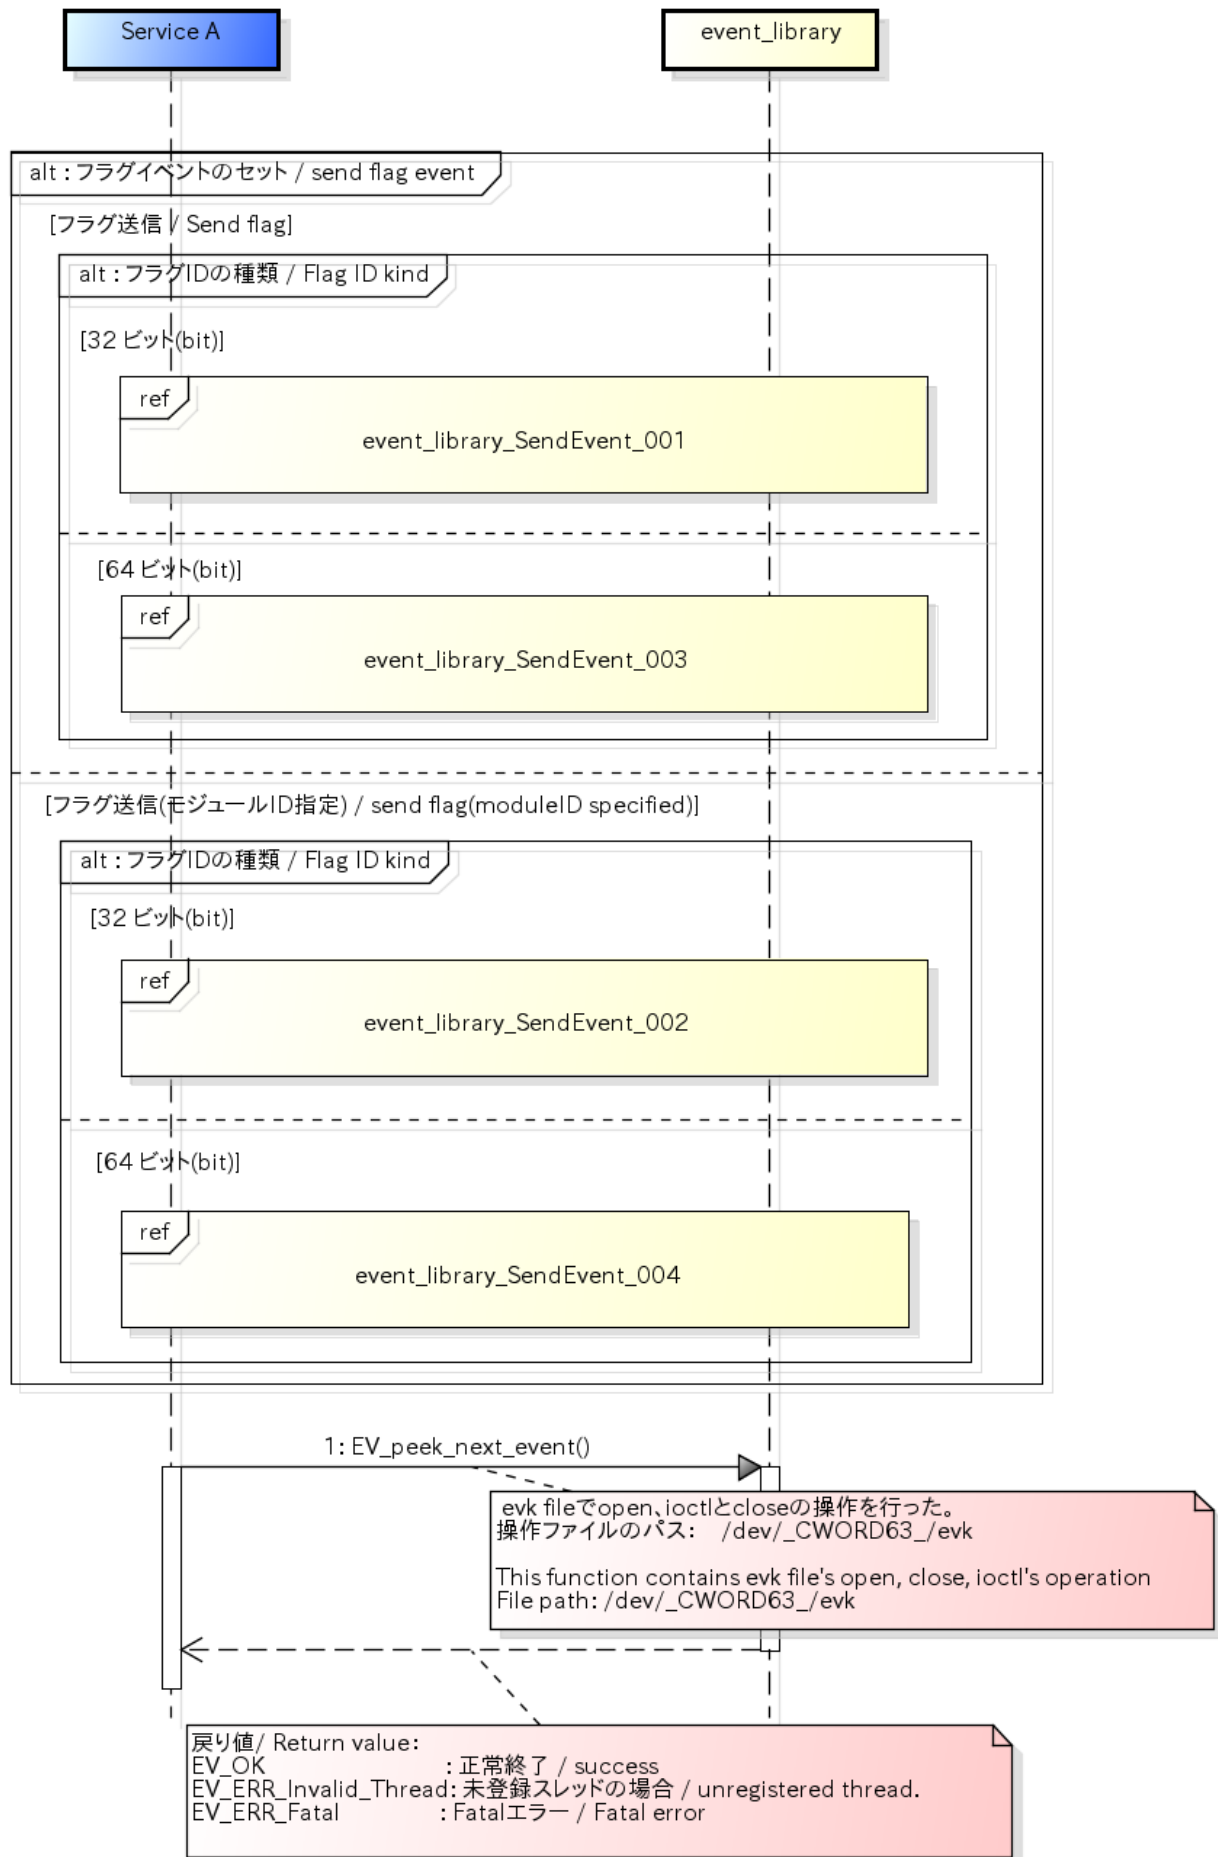 Service A
event_library
alt : フラグイベントのセット / send flag event
[フラグ送信 / Send flag]
alt : フラグIDの種類 / Flag ID kind
[32 ビット(bit)]
ref
event_library_SendEvent_001
[64 ビット(bit)]
ref
event_library_SendEvent_003
[フラグ送信(モジュールID指定) / send flag(moduleID specified)]
alt : フラグIDの種類 / Flag ID kind
[32 ビット(bit)]
ref
event_library_SendEvent_002
[64 ビット(bit)]
ref
event_library_SendEvent_004
1: EV_peek_next_event()
evk fileでopen、ioctlとcloseの操作を行った。
操作ファイルのパス: /dev/_CWORD63_/evk
This function contains evk file's open, close, ioctl's operation
File path: /dev/_CWORD63_/evk
戻り値/ Return value:
EV_OK : 正常終了 / success
EV_ERR_Invalid_Thread: 未登録スレッドの場合 / unregistered thread.
EV_ERR_Fatal : Fatalエラー / Fatal error